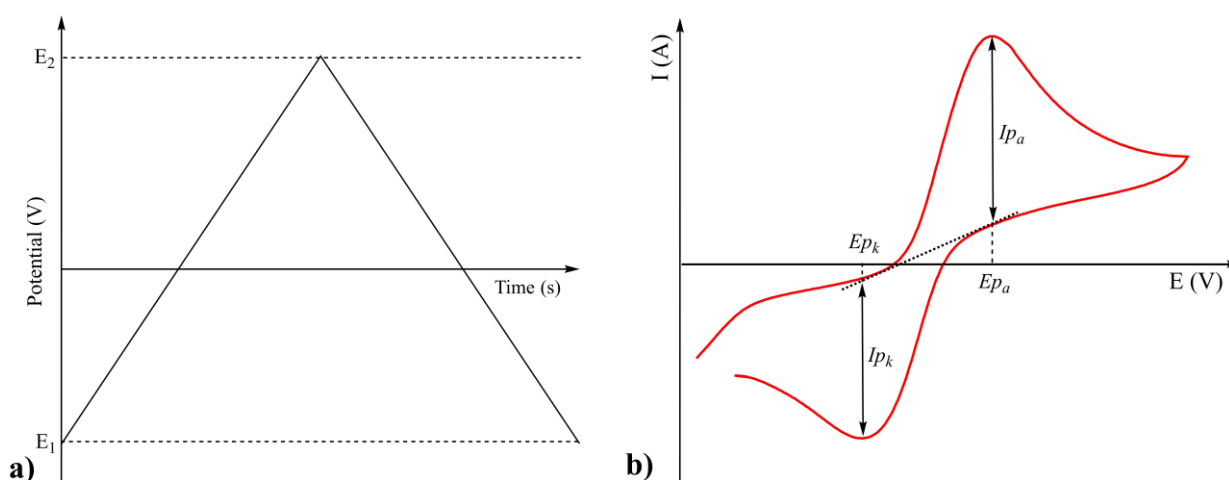 E2
Potential (V)
Time (s)
E1
a)
I (A)
Ipa
Epk
Epa
E (V)
Ipk
b)